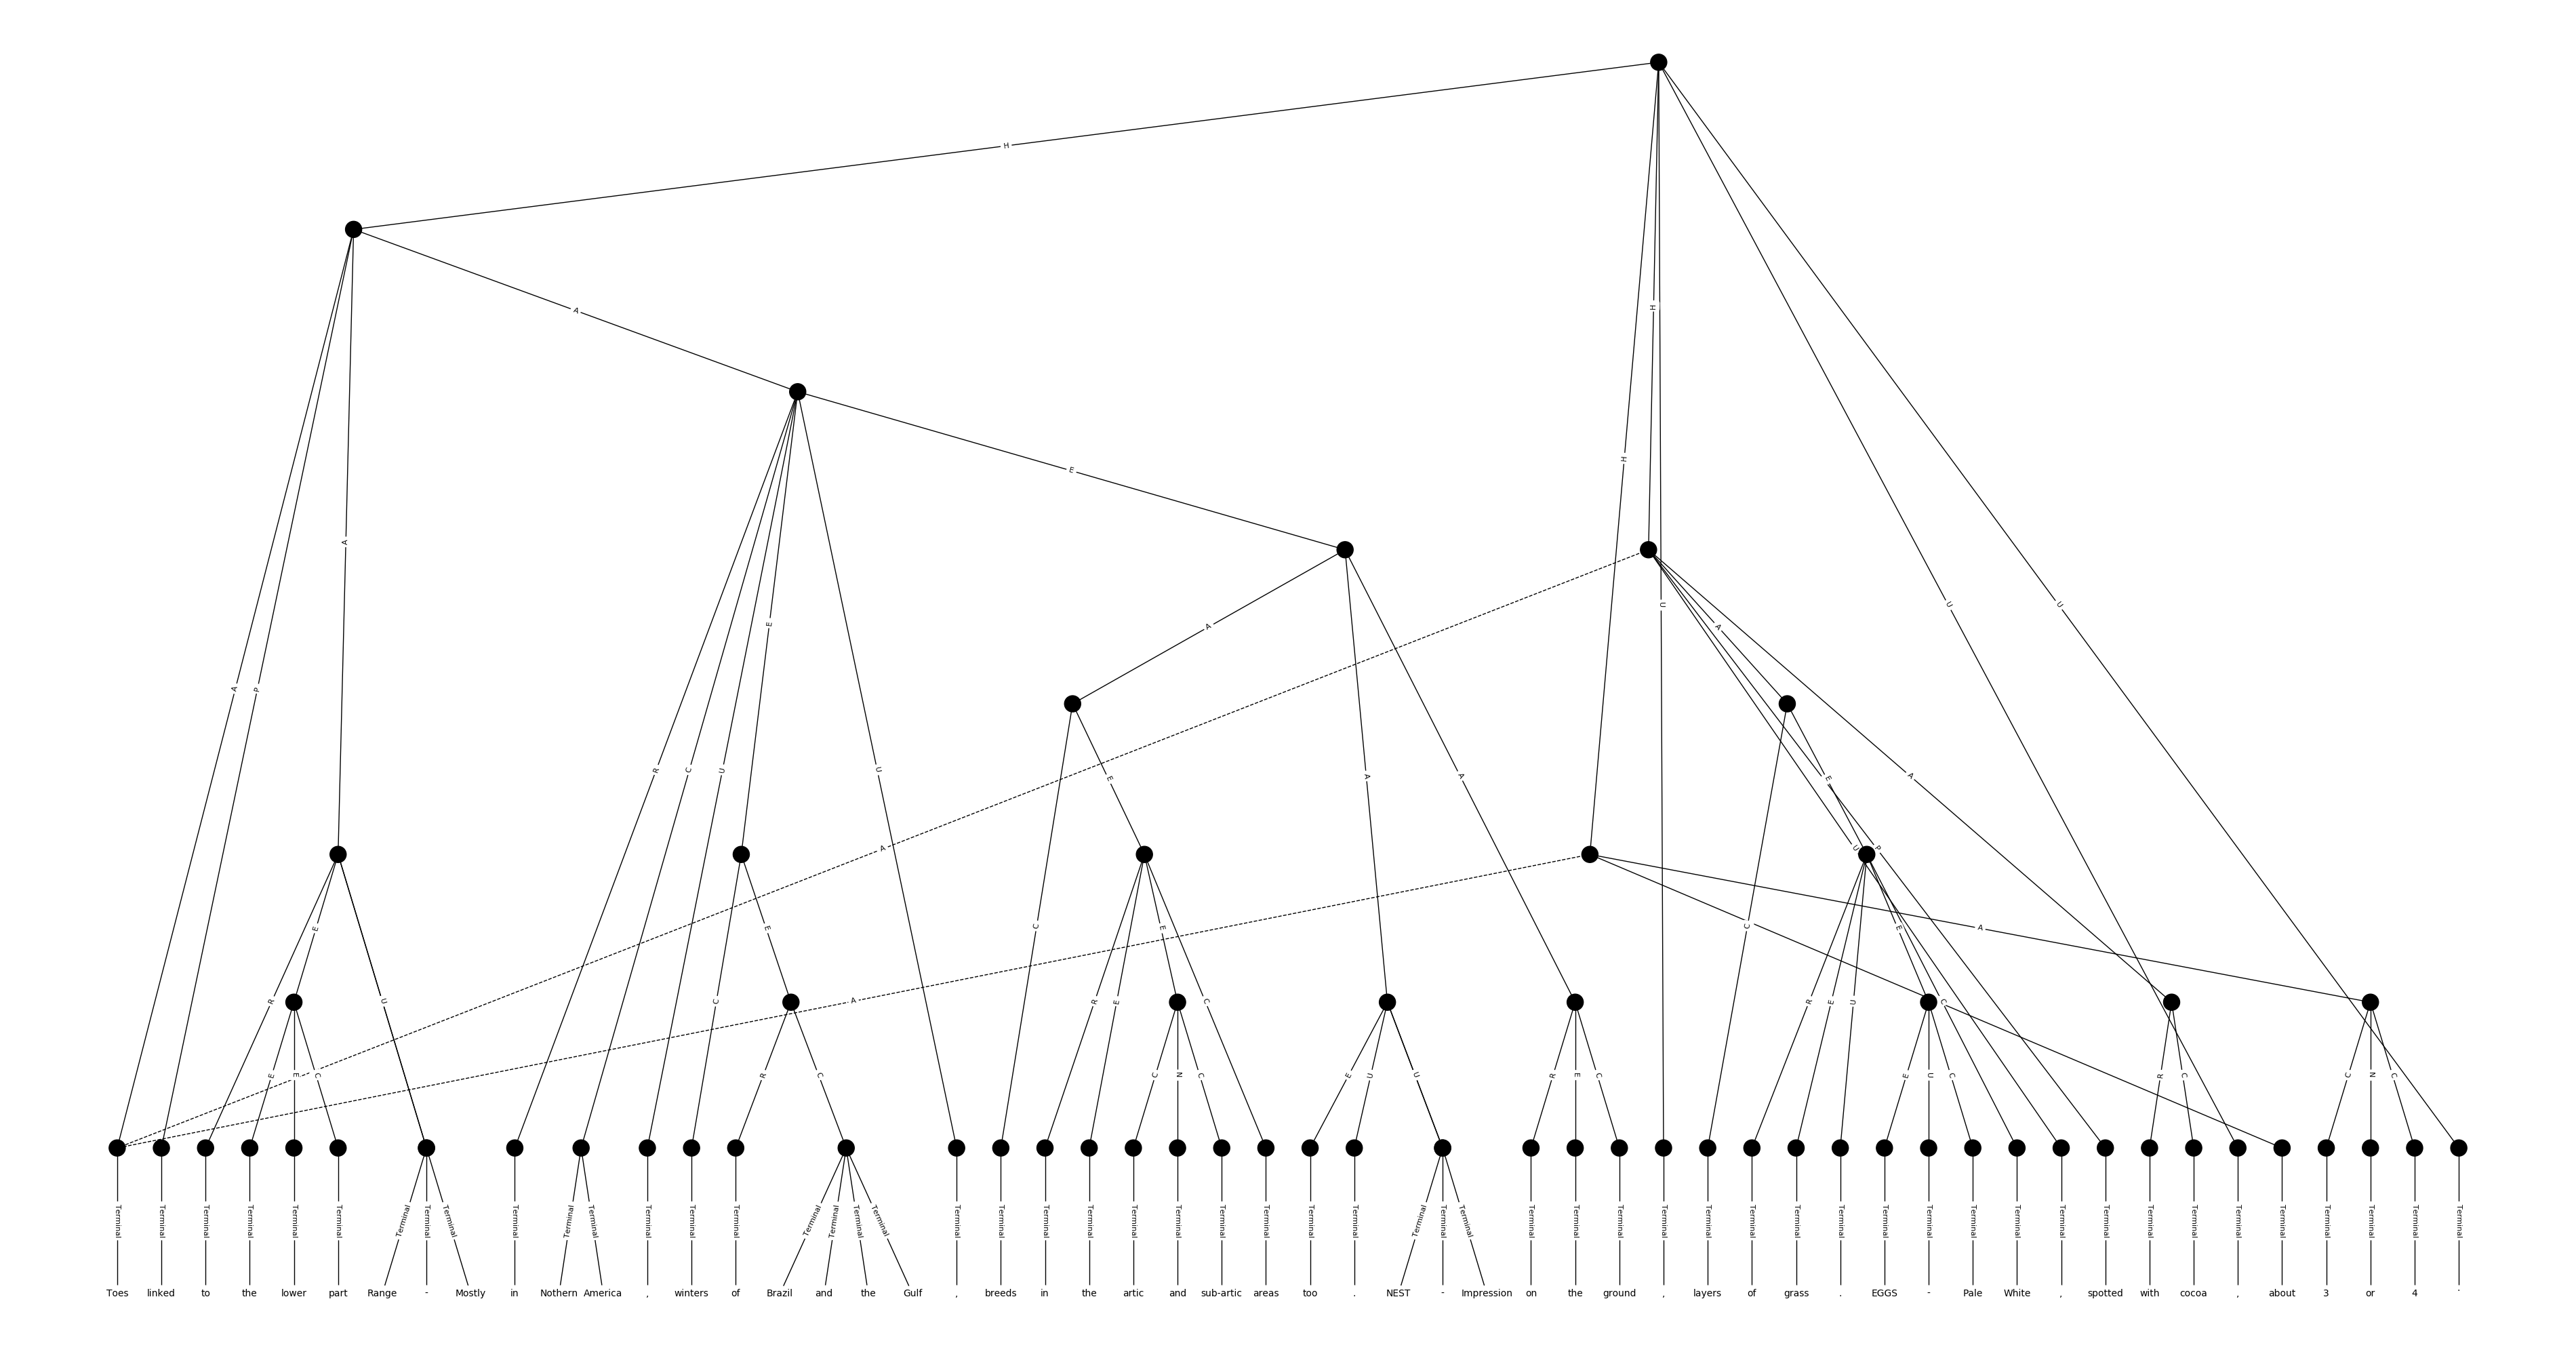 H
A
A
H
E
H
A
E
U
U
U
A
A
A
P
R
C
U
E
U
E
A
A
A
E
A
U
P
C
E
C
E
A
R
E
U
C
R
E
C
R
E
U
C
A
E
E
C
R
C
C
N
C
E
U
U
R
E
C
E
U
C
R
C
C
N
C
Terminal Terminal Terminal Terminal Terminal Terminal Terminal Terminal Terminal Terminal Terminal Terminal Terminal Terminal Terminal Terminal Terminal Terminal Terminal Terminal Terminal Terminal Terminal Terminal Terminal Terminal Terminal Terminal Terminal Terminal Terminal Terminal Terminal Terminal Terminal Terminal Terminal Terminal Terminal Terminal Terminal Terminal Terminal Terminal Terminal Terminal Terminal Terminal Terminal Terminal Terminal Terminal Terminal Terminal
Toes linked to the lower part Range - Mostly in Nothern America , winters of Brazil and the Gulf , breeds in the artic and sub-artic areas too . NEST - Impression on the ground , layers of grass . EGGS - Pale White , spotted with cocoa , about 3 or 4 .